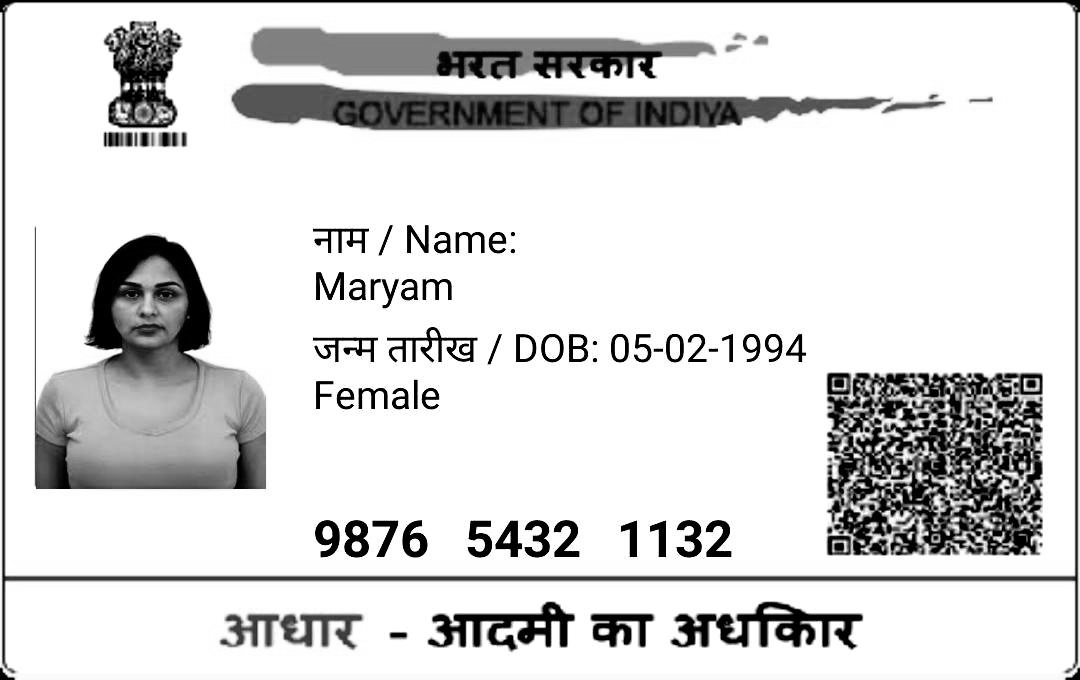 भरत सरकार
GOVERNMENT OF INDIYA
नाम / Name:
Maryam
जन्म तारीख / DOB: 05-02-1994
Female
9876 5432 1132
आधार - आदमी का अधकिार